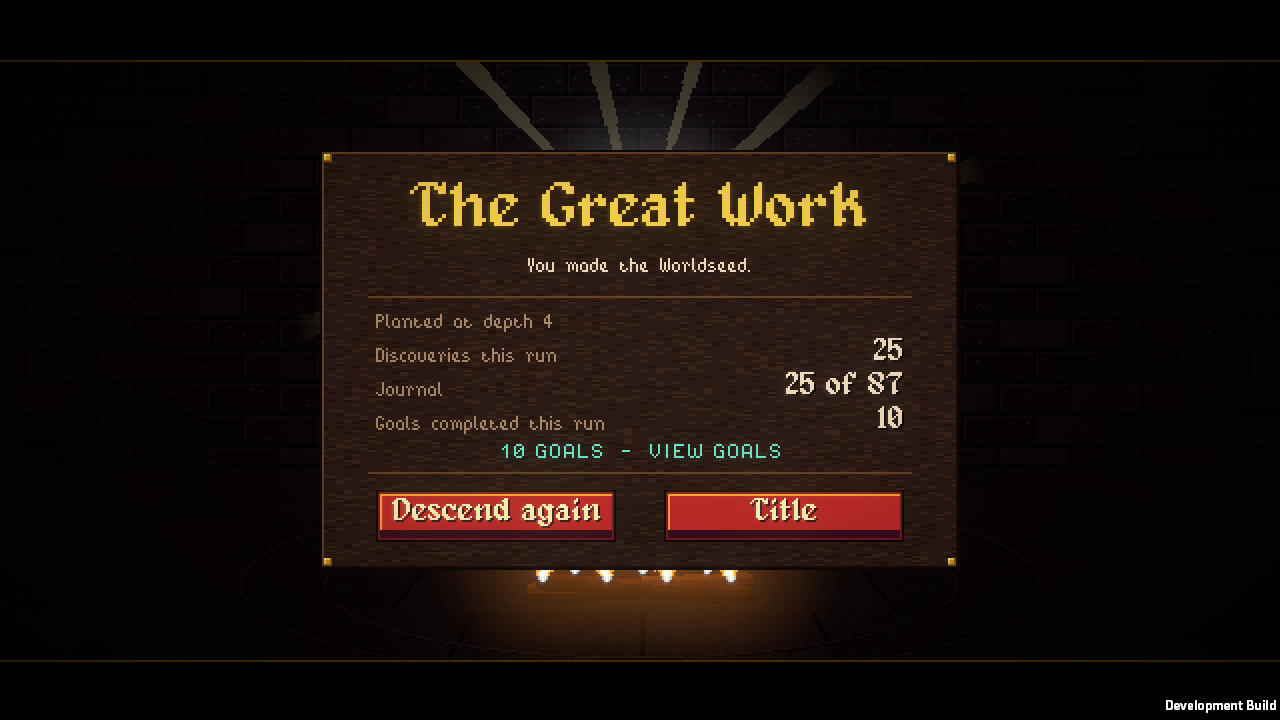 The Great Work
You made the Worldseed.
Planted at depth 4
Discoveries this run 25
Journal 25 of 87
Goals completed this run 10
10 GOALS - VIEW GOALS
Descend again Title
Development Build